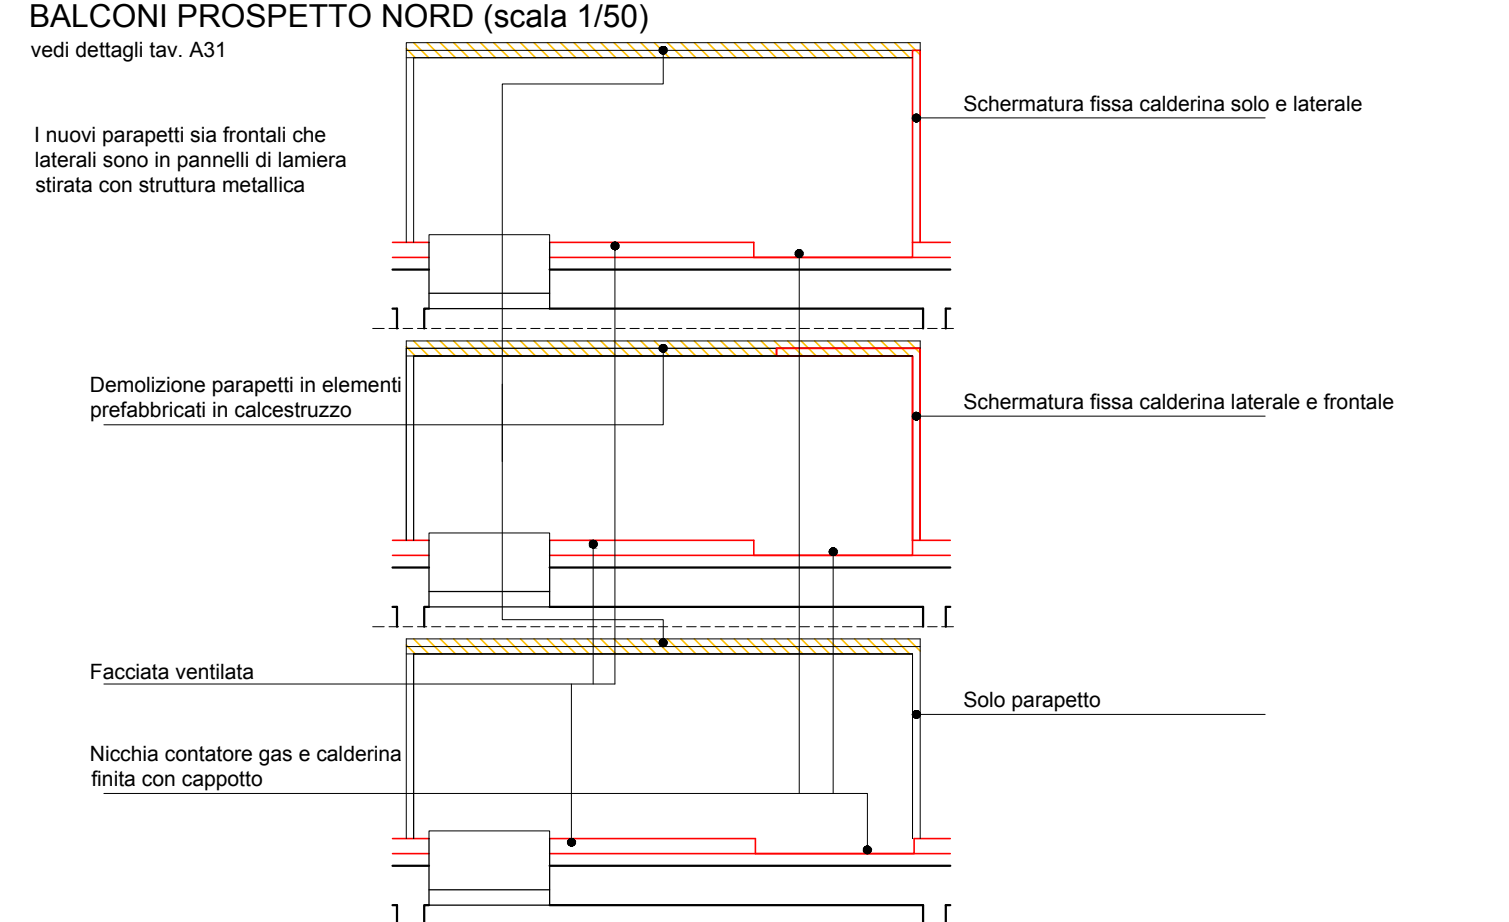 BALCONI PROSPETTO NORD (scala 1/50)
vedi dettagli tav. A31
I nuovi parapetti sia frontali che
laterali sono in pannelli di lamiera
stirata con struttura metallica
Schermatura fissa calderina solo e laterale
Demolizione parapetti in elementi
prefabbricati in calcestruzzo
Schermatura fissa calderina laterale e frontale
Facciata ventilata
Solo parapetto
Nicchia contatore gas e calderina
finita con cappotto